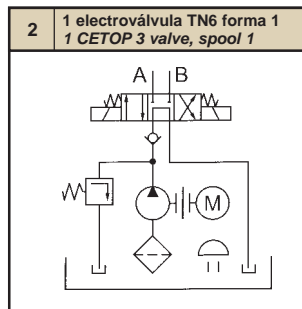 2
1 electroválvula TN6 forma 1
1 CETOP 3 valve, spool 1
A B
M